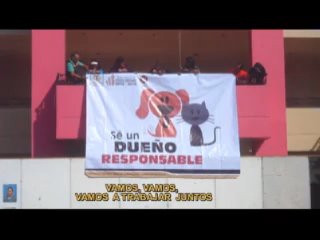 Sé un
DUEÑO
RESPONSABLE
VAMOS, VAMOS,
VAMOS A TRABAJAR JUNTOS